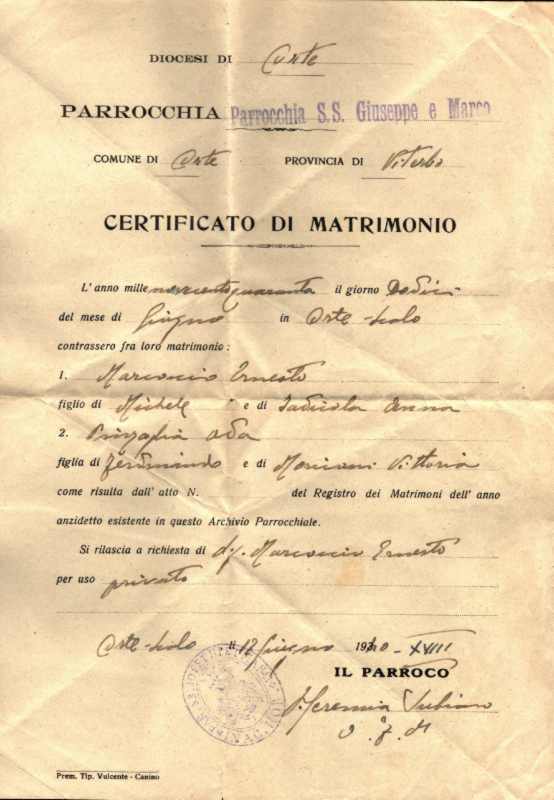 DIOCESI DI Orte
PARROCCHIA Parrocchia S.S. Giuseppe e Marco
COMUNE DI Orte PROVINCIA DI Viterbo
CERTIFICATO DI MATRIMONIO
L'anno mille novecentoquaranta il giorno Dodici
del mese di Giugno in Orte-Scalo
contrassero fra loro matrimonio:
1. Marcoccio Ernesto
figlio di Michele e di Anna
2. Ada
figlia di Ferdinando e di Mariani Vittoria
come risulta dall'atto N. del Registro dei Matrimoni dell'anno
anzidetto esistente in questo Archivio Parrocchiale.
Si rilascia a richiesta di Marcoccio Ernesto
per uso privato
Orte-Scalo li 12 Giugno 1940-XVIII
IL PARROCO
P. Geremia
O. F. M.
Prem. Tip. Vulcente - Canino